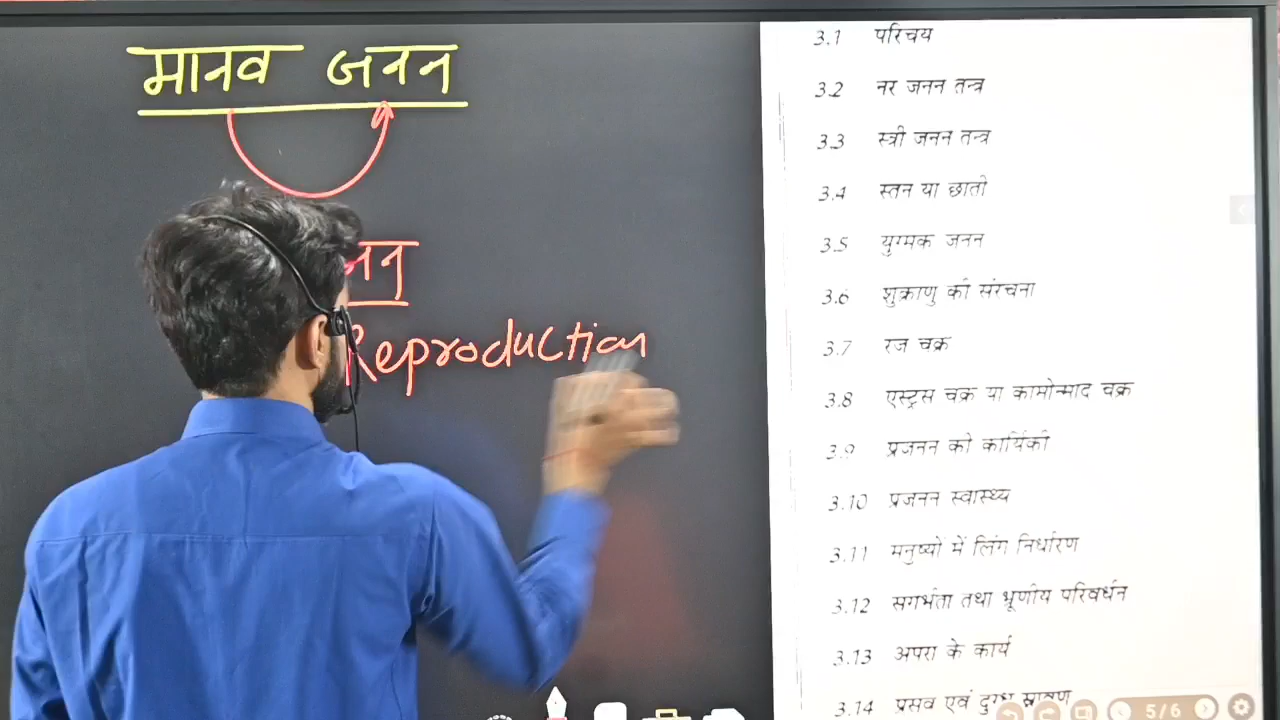 मानव जनन
Reproduction
3.1 परिचय
3.2 नर जनन तन्त्र
3.3 स्त्री जनन तन्त्र
3.4 स्तन या छाती
3.5 युग्मक जनन
3.6 शुक्राणु की संरचना
3.7 रज चक्र
3.8 एस्ट्रस चक्र या कामोन्माद चक्र
3.9 प्रजनन की कार्यिकी
3.10 प्रजनन स्वास्थ्य
3.11 मनुष्यों में लिंग निर्धारण
3.12 सगर्भता तथा भ्रूणीय परिवर्धन
3.13 अपरा के कार्य
3.14 प्रसव एवं दुग्ध स्रावण
5/6